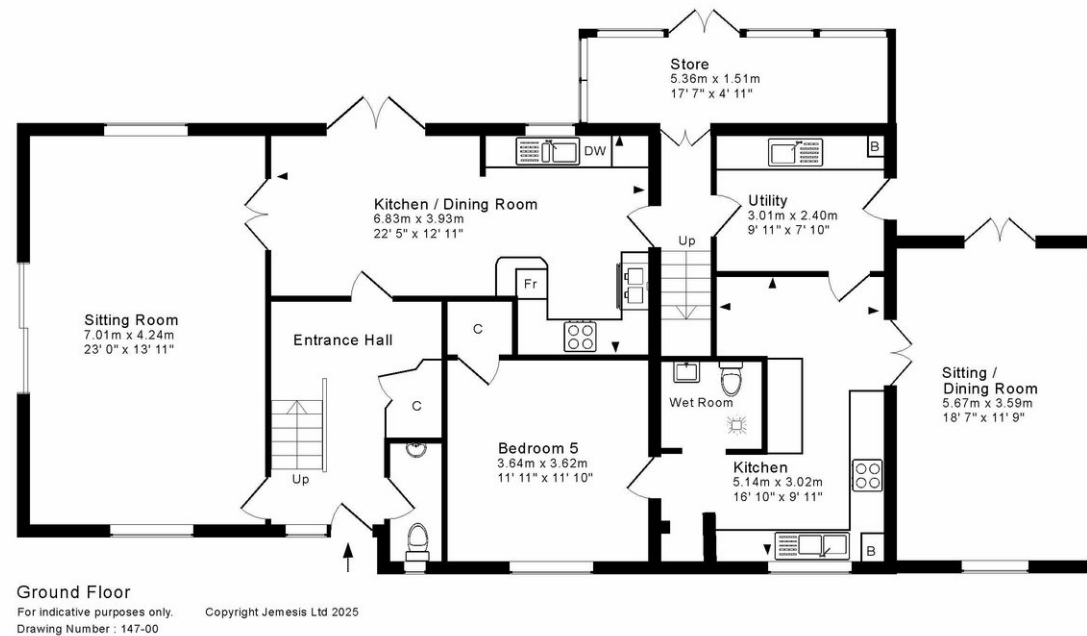 Store
5.36m x 1.51m
17' 7" x 4' 11"
DW
B
Kitchen / Dining Room
6.83m x 3.93m
22' 5" x 12' 11"
Utility
3.01m x 2.40m
9' 11" x 7' 10"
Up
Fr
Sitting Room
7.01m x 4.24m
23' 0" x 13' 11"
Entrance Hall
C
C
Up
Sitting /
Dining Room
5.67m x 3.59m
18' 7" x 11' 9"
Wet Room
Bedroom 5
3.64m x 3.62m
11' 11" x 11' 10"
Kitchen
5.14m x 3.02m
16' 10" x 9' 11"
B
Ground Floor
For indicative purposes only. Copyright Jemesis Ltd 2025
Drawing Number : 147-00